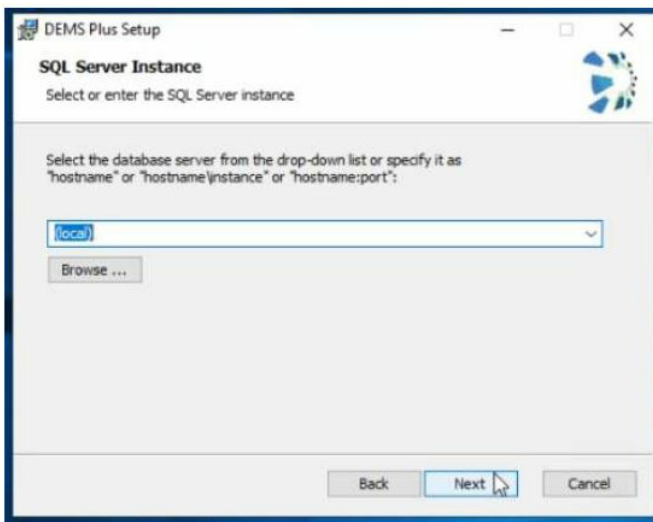 DEMS Plus Setup
SQL Server Instance
Select or enter the SQL Server instance
Select the database server from the drop-down list or specify it as
"hostname" or "hostname\instance" or "hostname:port":
(local)
Browse ...
Back
Next
Cancel